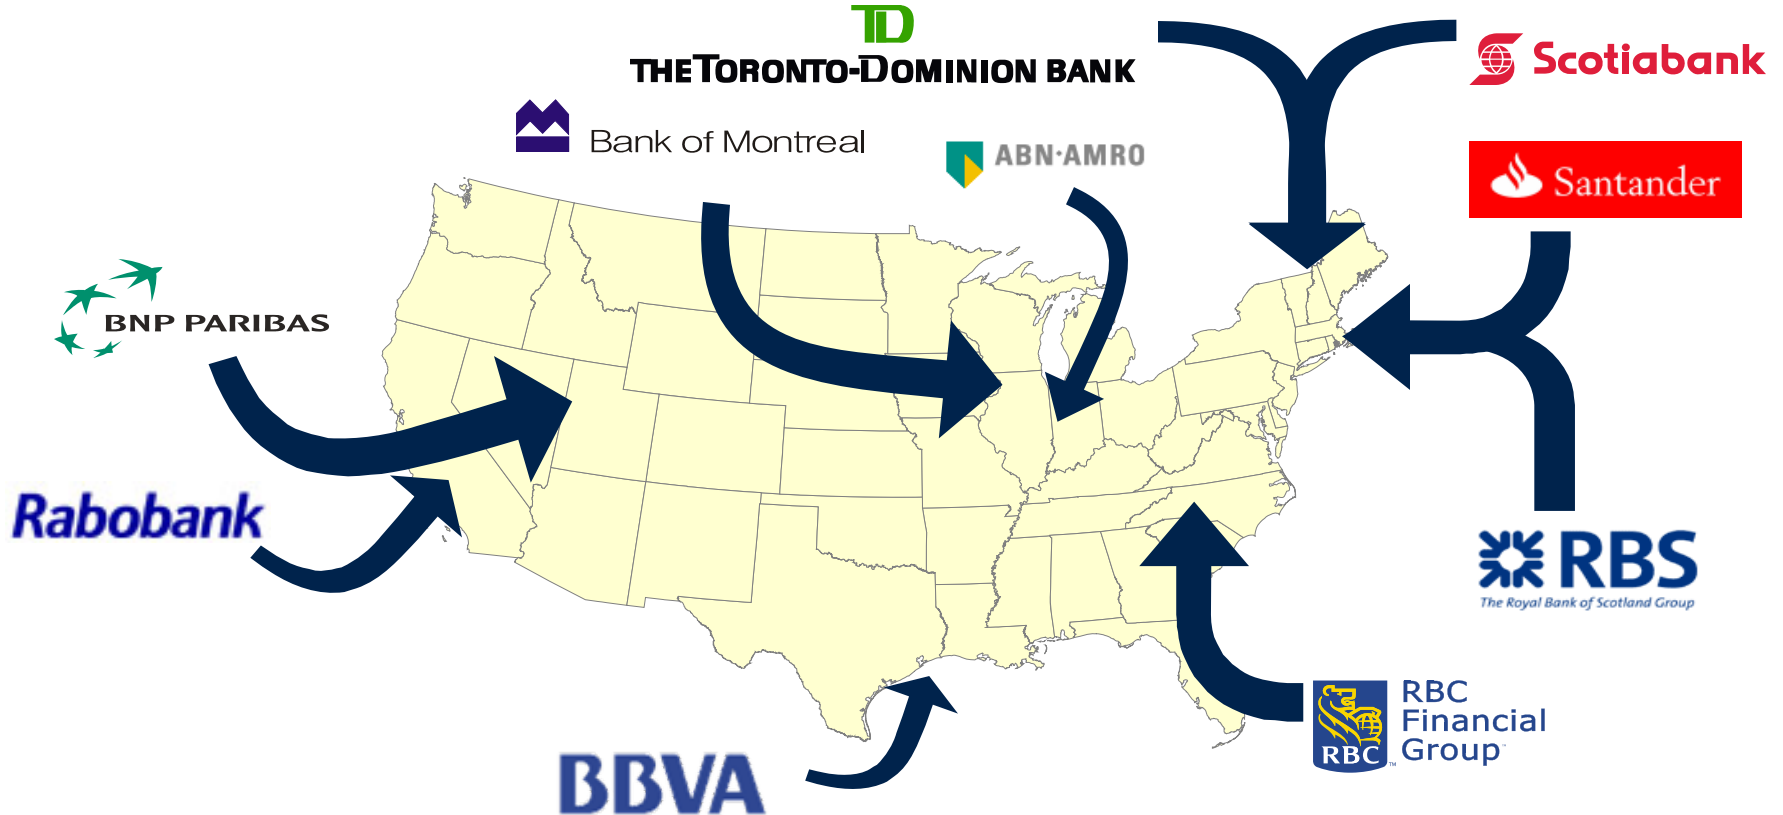 TD
THE TORONTO-DOMINION BANK
Scotiabank
Bank of Montreal
ABN·AMRO
Santander
BNP PARIBAS
Rabobank
RBS
The Royal Bank of Scotland Group
RBC
Financial
Group
RBC
TM
BBVA